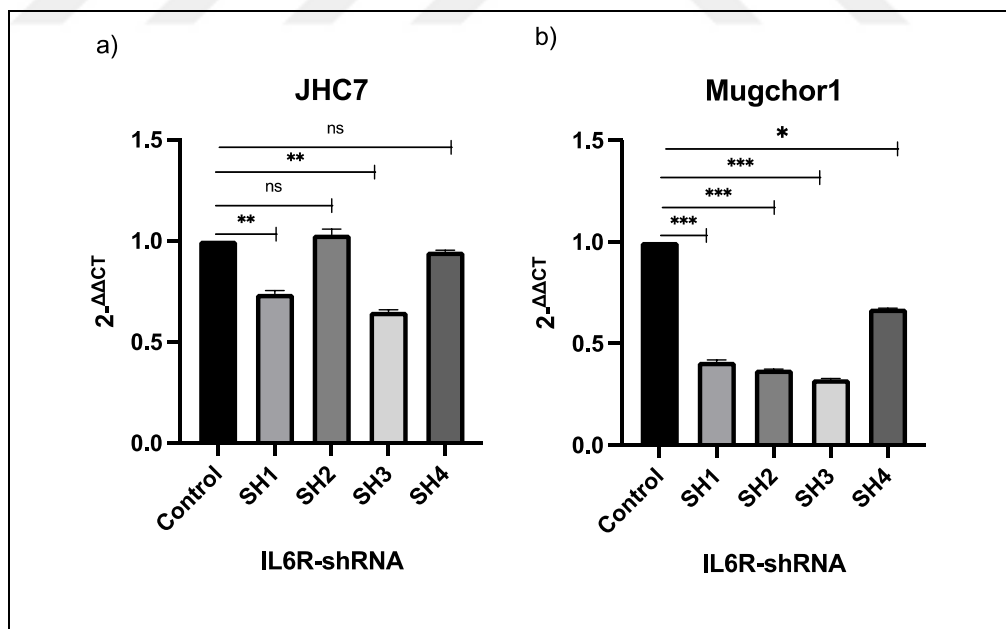 a)
JHC7
ns
**
ns
**
1.5
1.0
0.5
0.0
2-ΔΔCT
Control
SH1
SH2
SH3
SH4
IL6R-shRNA
b)
Mugchor1
*
***
***
***
1.5
1.0
0.5
0.0
2-ΔΔCT
Control
SH1
SH2
SH3
SH4
IL6R-shRNA